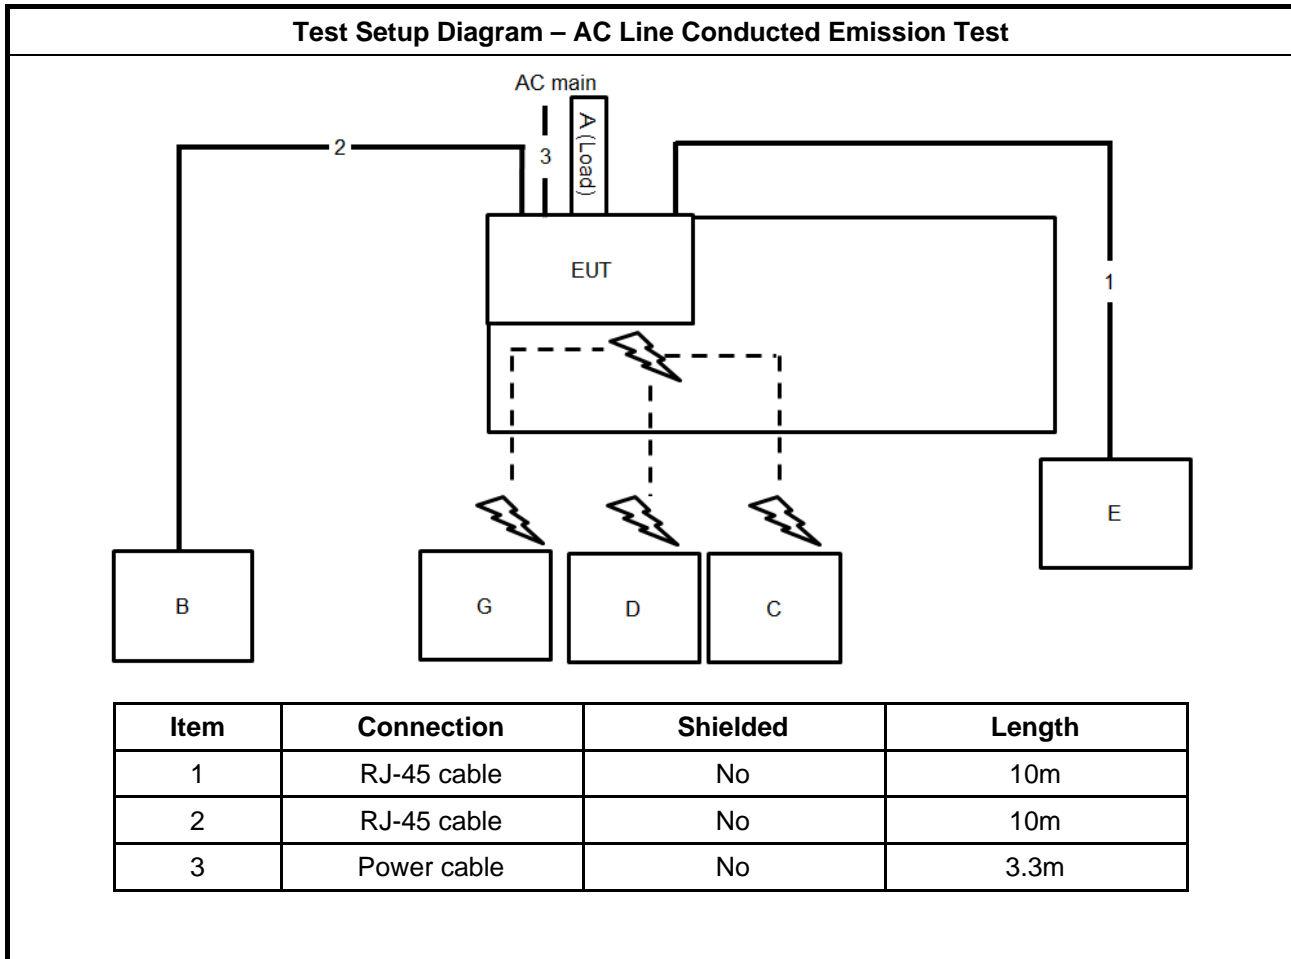 Test Setup Diagram – AC Line Conducted Emission Test
AC main
A (Load)
2
3
EUT
1
E
B
G
D
C
Item Connection Shielded Length
1 RJ-45 cable No 10m
2 RJ-45 cable No 10m
3 Power cable No 3.3m